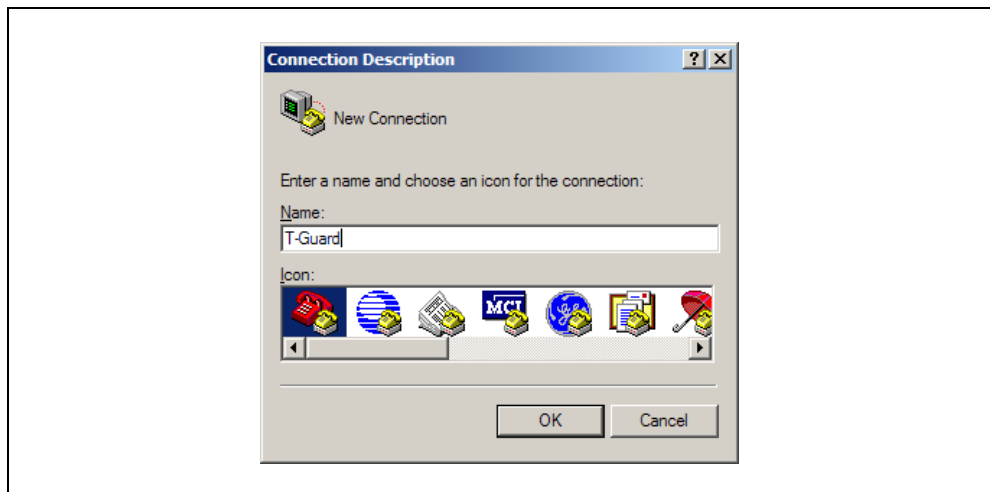 Connection Description
New Connection
Enter a name and choose an icon for the connection:
Name:
T-Guard
Icon:
MCI
OK
Cancel